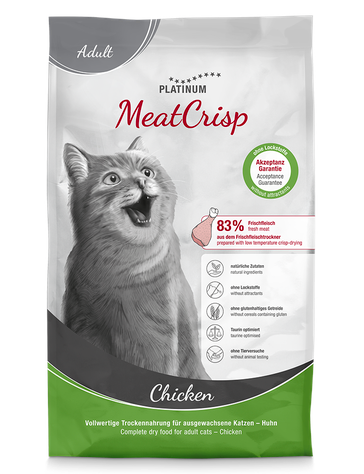 Adult
PLATINUM
MeatCrisp
ohne Lockstoffe
Akzeptanz
Garantie
Acceptance
Guarantee
without attractants
83% Frischfleisch
fresh meat
aus dem Frischfleischtrockner
prepared with low temperature crisp-drying
natürliche Zutaten
natural ingredients
ohne Lockstoffe
without attractants
ohne glutenhaltiges Getreide
without cereals containing gluten
Taurin optimiert
taurine optimised
ohne Tierversuche
without animal testing
Chicken
Vollwertige Trockennahrung für ausgewachsene Katzen – Huhn
Complete dry food for adult cats – Chicken